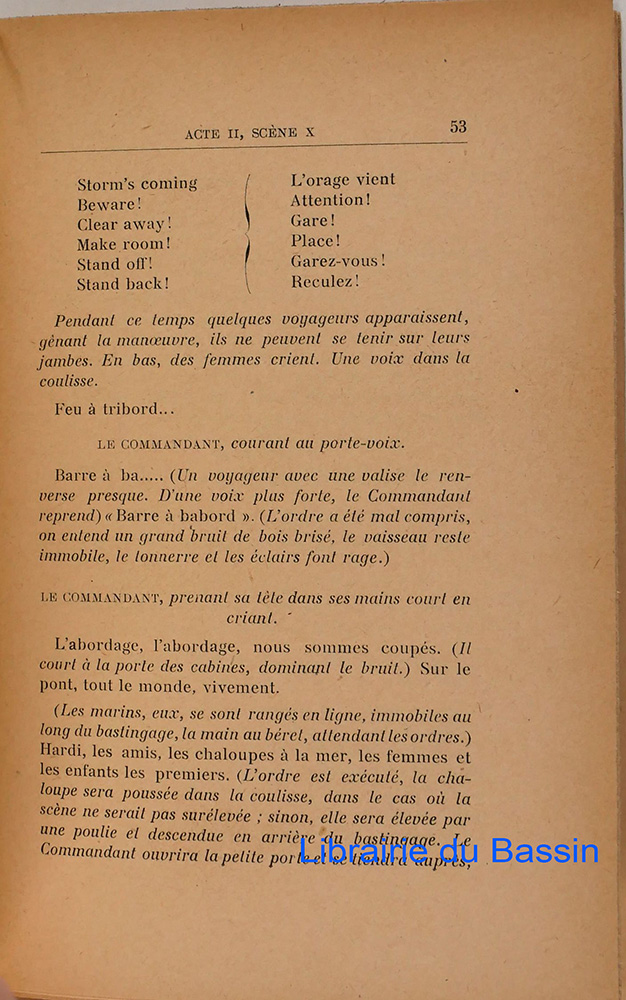 ACTE II, SCÈNE X 53
Storm's coming L'orage vient
Beware! Attention!
Clear away! Gare!
Make room! Place!
Stand off! Garez-vous!
Stand back! Reculez!
Pendant ce temps quelques voyageurs apparaissent,
gênant la manœuvre, ils ne peuvent se tenir sur leurs
jambes. En bas, des femmes crient. Une voix dans la
coulisse.
Feu à tribord...
LE COMMANDANT, courant au porte-voix.
Barre à ba..... (Un voyageur avec une valise le ren-
verse presque. D'une voix plus forte, le Commandant
reprend) « Barre à babord ». (L'ordre a été mal compris,
on entend un grand bruit de bois brisé, le vaisseau reste
immobile, le tonnerre et les éclairs font rage.)
LE COMMANDANT, prenant sa tête dans ses mains court en
criant.
L'abordage, l'abordage, nous sommes coupés. (Il
court à la porte des cabines, dominant le bruit.) Sur le
pont, tout le monde, vivement.
(Les marins, eux, se sont rangés en ligne, immobiles au
long du bastingage, la main au béret, attendant les ordres.)
Hardi, les amis, les chaloupes à la mer, les femmes et
les enfants les premiers. (L'ordre est exécuté, la cha-
loupe sera poussée dans la coulisse, dans le cas où la
scène ne serait pas surélevée ; sinon, elle sera élevée par
une poulie et descendue en arrière du bastingage. Le
Commandant ouvrira la petite porte et se tiendra auprès,
Librairie du Bassin